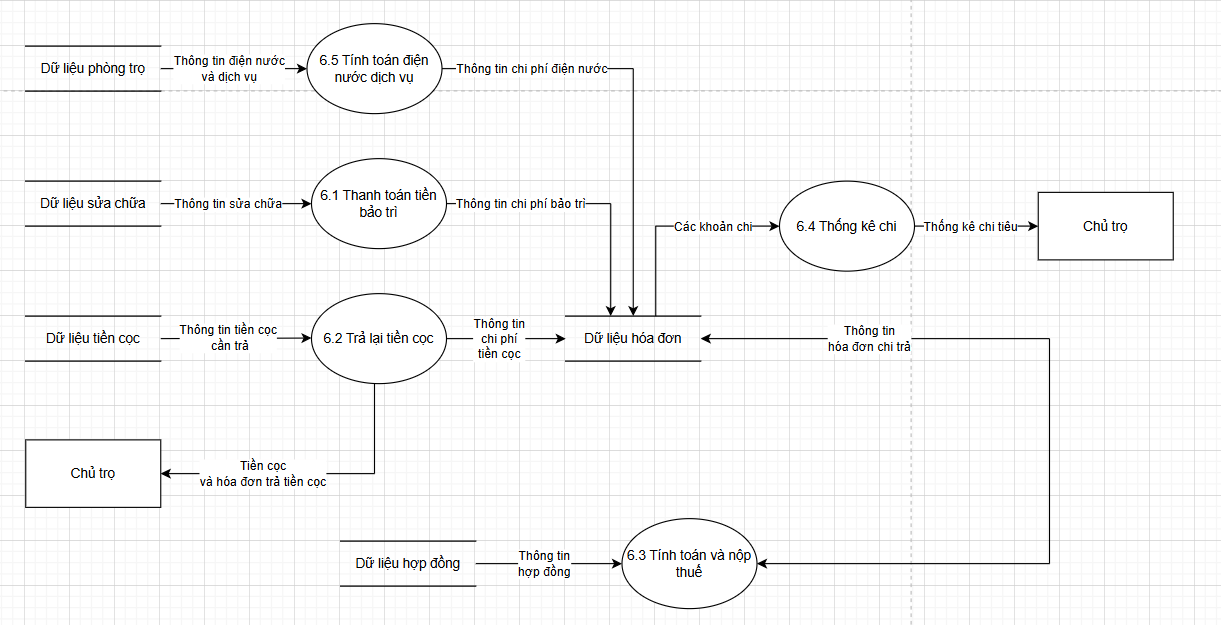 Dữ liệu phòng trọ
Thông tin điện nước
và dịch vụ
6.5 Tính toán điện
nước dịch vụ
Thông tin chi phí điện nước
Dữ liệu sửa chữa
Thông tin sửa chữa
6.1 Thanh toán tiền
bảo trì
Thông tin chi phí bảo trì
Các khoản chi
6.4 Thống kê chi
Thống kê chi tiêu
Chủ trọ
Dữ liệu tiền cọc
Thông tin tiền cọc
cần trả
6.2 Trả lại tiền cọc
Thông tin
chi phí
tiền cọc
Dữ liệu hóa đơn
Thông tin
hóa đơn chi trả
Chủ trọ
Tiền cọc
và hóa đơn trả tiền cọc
Dữ liệu hợp đồng
Thông tin
hợp đồng
6.3 Tính toán và nộp
thuế